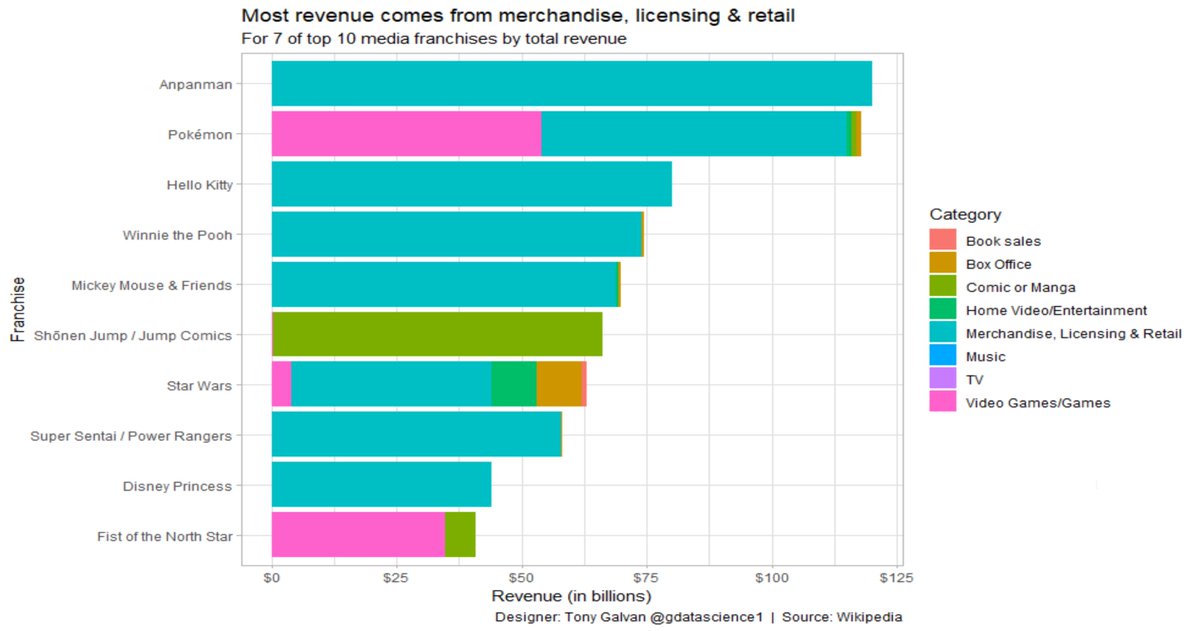 Most revenue comes from merchandise, licensing & retail
For 7 of top 10 media franchises by total revenue
Franchise
Anpanman
Pokémon
Hello Kitty
Winnie the Pooh
Mickey Mouse & Friends
Shōnen Jump / Jump Comics
Star Wars
Super Sentai / Power Rangers
Disney Princess
Fist of the North Star
$0 $25 $50 $75 $100 $125
Revenue (in billions)
Designer: Tony Galvan @gdatascience1 | Source: Wikipedia
Category
Book sales
Box Office
Comic or Manga
Home Video/Entertainment
Merchandise, Licensing & Retail
Music
TV
Video Games/Games